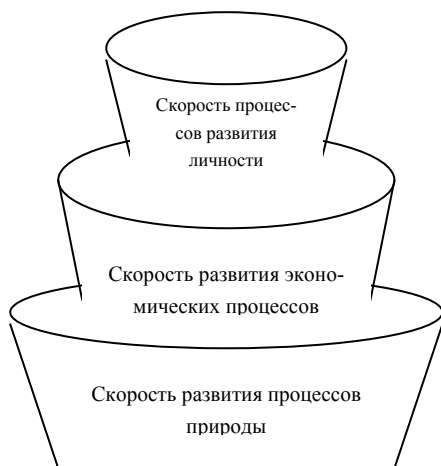 Скорость процес-
сов развития
личности
Скорость развития эконо-
мических процессов
Скорость развития процессов
природы